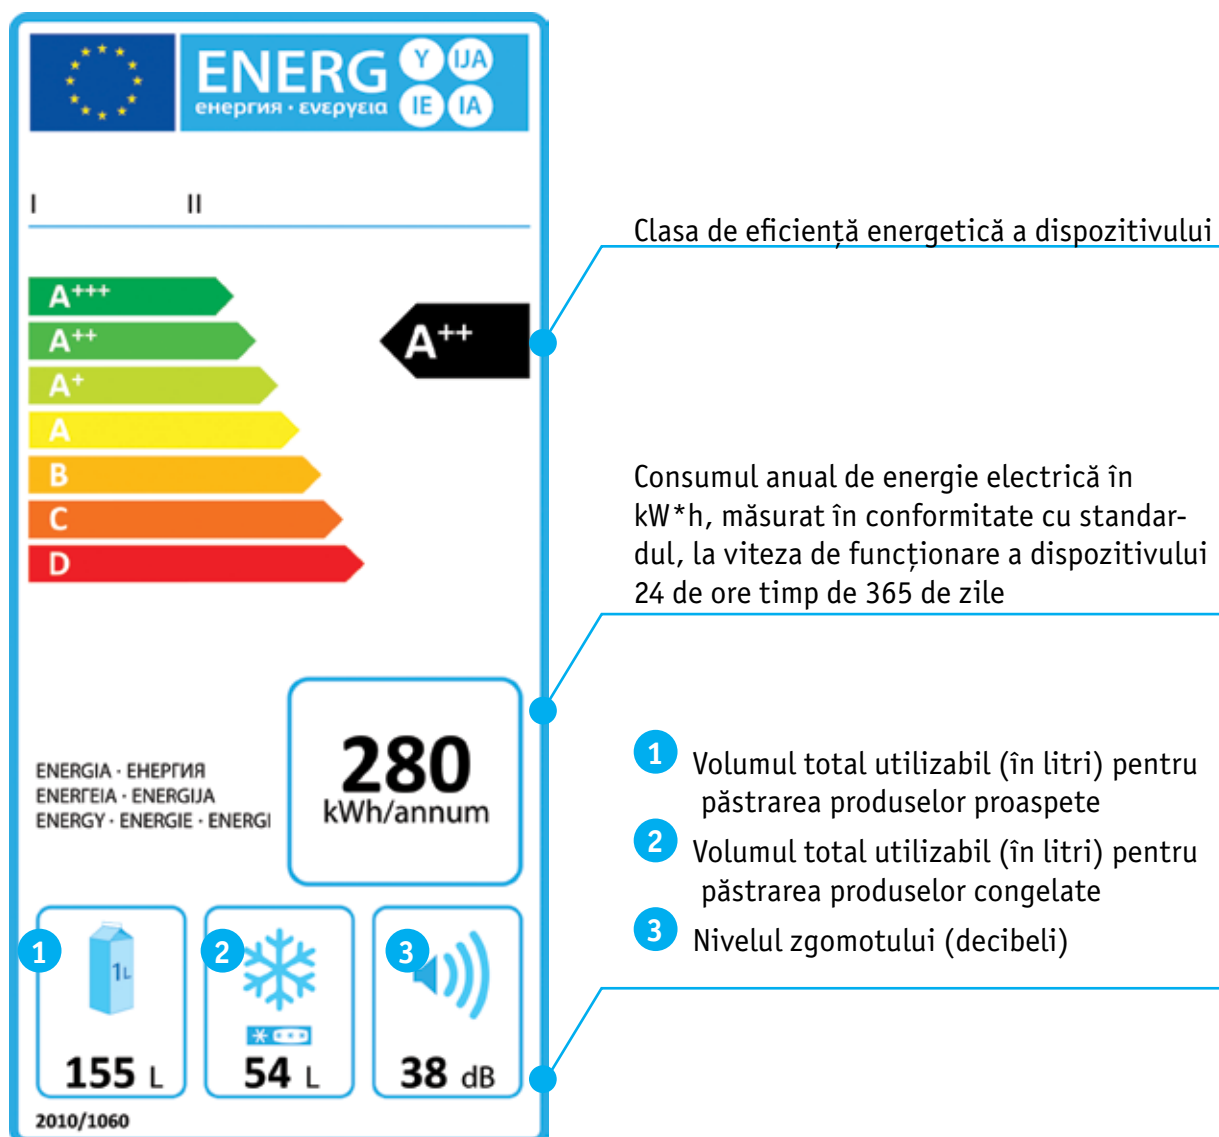 ENERG Y IJA
енергия · ενεργεια IE IA
I II
Clasa de eficiență energetică a dispozitivului
A+++
A++
A++
A+
A
B
C
D
Consumul anual de energie electrică în
kW*h, măsurat în conformitate cu standar-
dul, la viteza de funcționare a dispozitivului
24 de ore timp de 365 de zile
280
kWh/annum
ENERGIA · ЕНЕРГИЯ
ΕΝΕΡΓΕΙΑ · ENERGIJA
ENERGY · ENERGIE · ENERGI
1 Volumul total utilizabil (în litri) pentru
păstrarea produselor proaspete
2 Volumul total utilizabil (în litri) pentru
păstrarea produselor congelate
3 Nivelul zgomotului (decibeli)
1 2 3
1L
155 L 54 L 38 dB
2010/1060